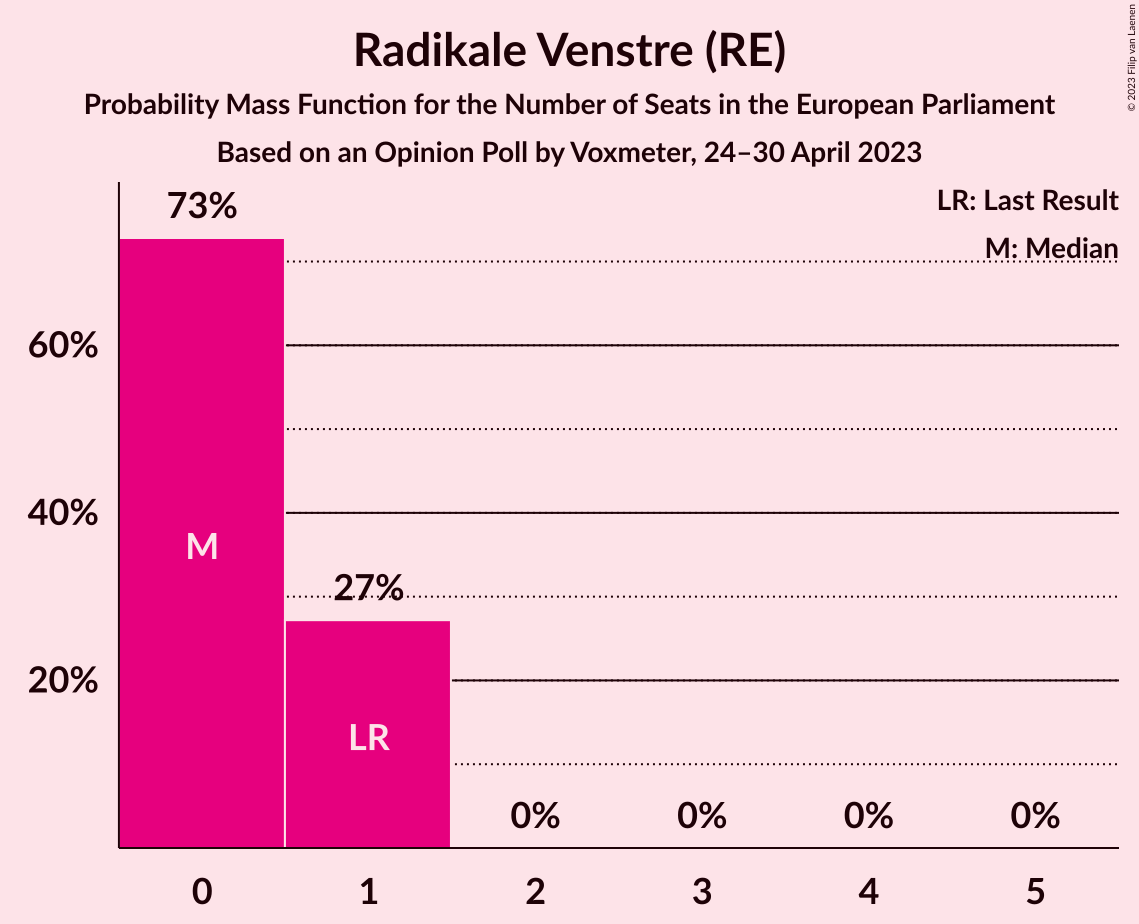 Radikale Venstre (RE)
Probability Mass Function for the Number of Seats in the European Parliament
Based on an Opinion Poll by Voxmeter, 24–30 April 2023
© 2023 Filip van Laenen
LR: Last Result
M: Median
73%
60%
40%
M
27%
20%
LR
0% 0% 0% 0%
0 1 2 3 4 5